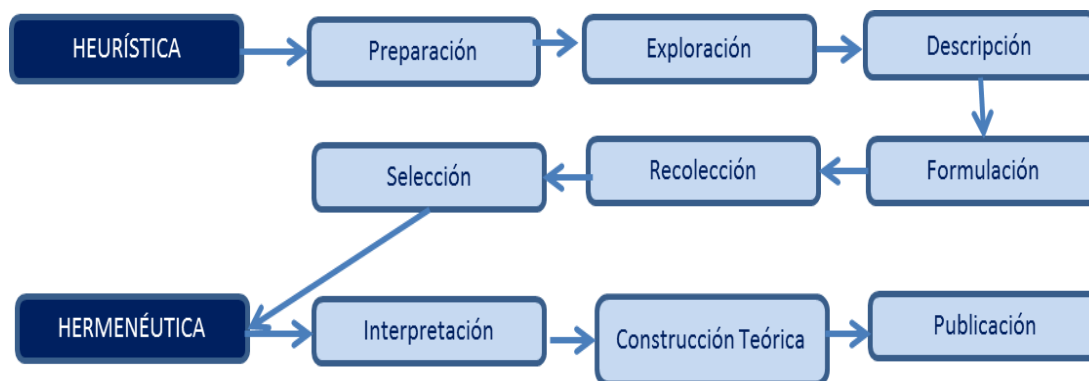 HEURÍSTICA
Preparación
Exploración
Descripción
Formulación
Recolección
Selección
HERMENÉUTICA
Interpretación
Construcción Teórica
Publicación